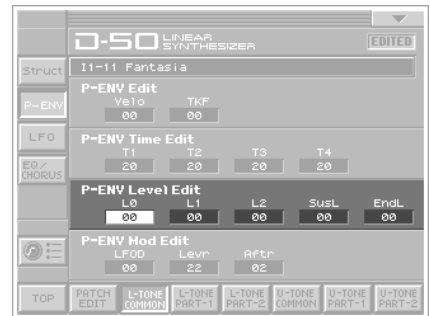 D-50 LINEAR SYNTHESIZER EDITED
Struct
I1-11 Fantasia
P-ENV
P-ENV Edit
Velo TKF
00 00
LFO
P-ENV Time Edit
T1 T2 T3 T4
20 20 20 20
EQ/CHORUS
P-ENV Level Edit
L0 L1 L2 SusL EndL
00 00 00 00 00
P-ENV Mod Edit
LFOD Levr Aftr
00 22 02
TOP PATCH EDIT L-TONE COMMON L-TONE PART-1 L-TONE PART-2 U-TONE COMMON U-TONE PART-1 U-TONE PART-2